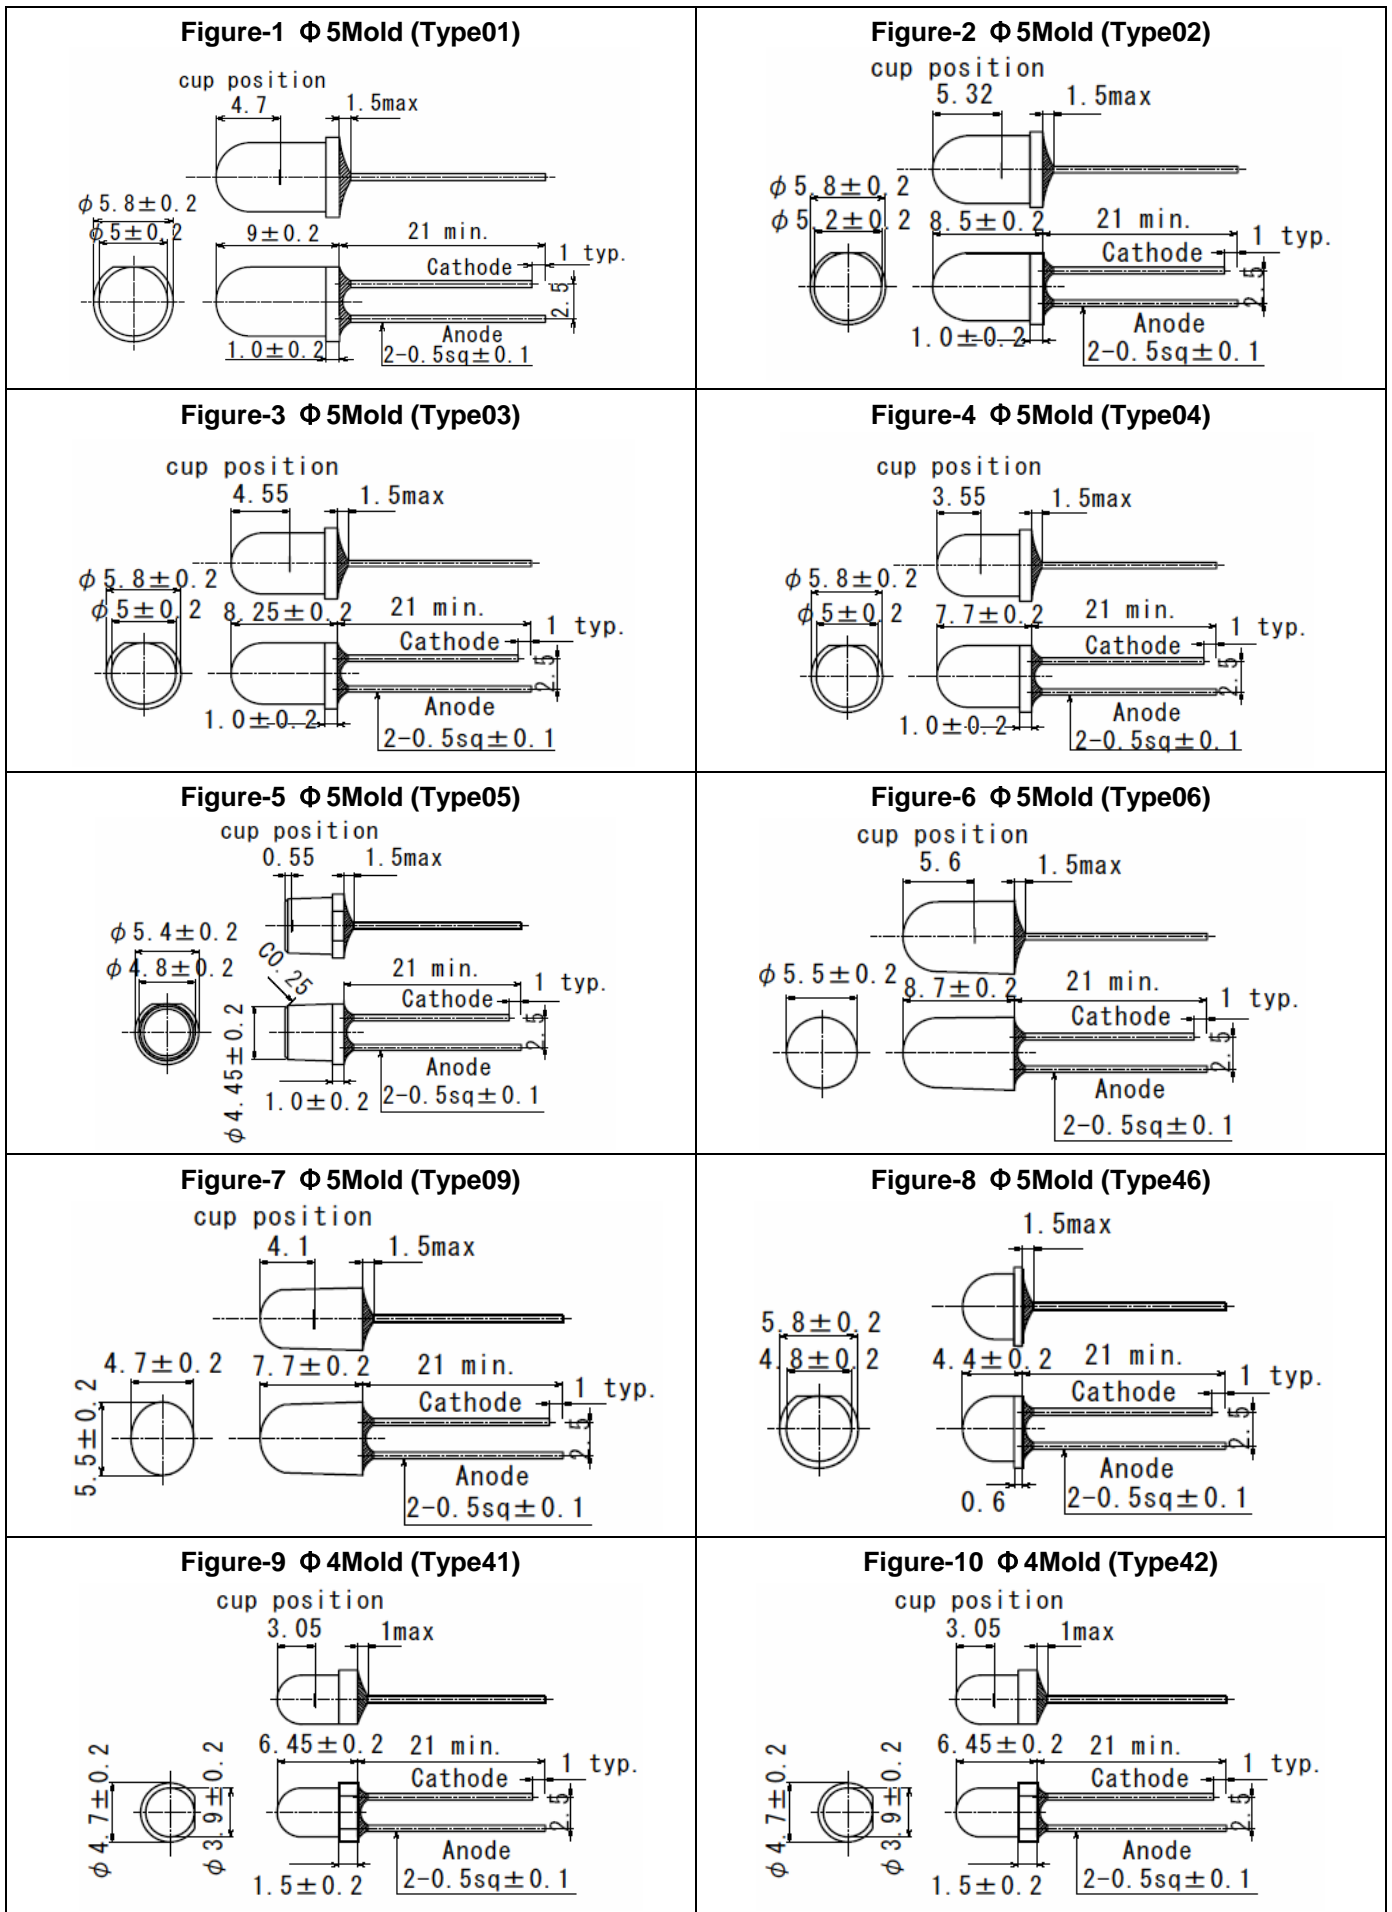 Figure-1 Φ5Mold (Type01)
cup position
4.7
1.5max
φ5.8±0.2
φ5±0.2
9±0.2
21 min.
1 typ.
Cathode
2.5
Anode
1.0±0.2
2-0.5sq±0.1
Figure-2 Φ5Mold (Type02)
cup position
5.32
1.5max
φ5.8±0.2
φ5.2±0.2
8.5±0.2
21 min.
1 typ.
Cathode
2.5
Anode
1.0±0.2
2-0.5sq±0.1
Figure-3 Φ5Mold (Type03)
cup position
4.55
1.5max
φ5.8±0.2
φ5±0.2
8.25±0.2
21 min.
1 typ.
Cathode
2.5
Anode
1.0±0.2
2-0.5sq±0.1
Figure-4 Φ5Mold (Type04)
cup position
3.55
1.5max
φ5.8±0.2
φ5±0.2
7.7±0.2
21 min.
1 typ.
Cathode
2.5
Anode
1.0±0.2
2-0.5sq±0.1
Figure-5 Φ5Mold (Type05)
cup position
0.55
1.5max
φ5.4±0.2
φ4.8±0.2
C0.25
21 min.
1 typ.
Cathode
2.5
φ4.45±0.2
Anode
1.0±0.2
2-0.5sq±0.1
Figure-6 Φ5Mold (Type06)
cup position
5.6
1.5max
φ5.5±0.2
8.7±0.2
21 min.
1 typ.
Cathode
2.5
Anode
2-0.5sq±0.1
Figure-7 Φ5Mold (Type09)
cup position
4.1
1.5max
4.7±0.2
7.7±0.2
21 min.
1 typ.
Cathode
5.5±0.2
2.5
Anode
2-0.5sq±0.1
Figure-8 Φ5Mold (Type46)
1.5max
5.8±0.2
4.8±0.2
4.4±0.2
21 min.
1 typ.
Cathode
2.5
Anode
0.6
2-0.5sq±0.1
Figure-9 Φ4Mold (Type41)
cup position
3.05
1max
6.45±0.2
21 min.
1 typ.
Cathode
φ4.7±0.2
φ3.9±0.2
2.5
Anode
1.5±0.2
2-0.5sq±0.1
Figure-10 Φ4Mold (Type42)
cup position
3.05
1max
6.45±0.2
21 min.
1 typ.
Cathode
φ4.7±0.2
φ3.9±0.2
2.5
Anode
1.5±0.2
2-0.5sq±0.1